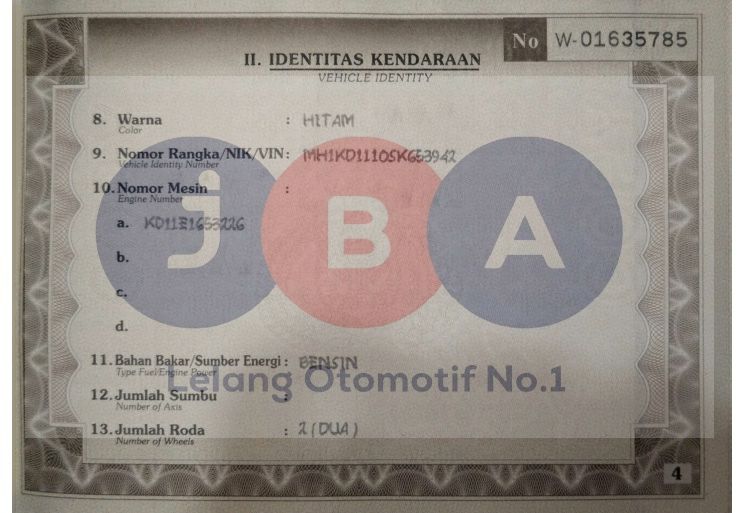 No W-01635785
II. IDENTITAS KENDARAAN
VEHICLE IDENTITY
8. Warna : HITAM
Color
9. Nomor Rangka/NIK/VIN : MH1KD1110SK653942
Vehicle Identity Number
10. Nomor Mesin :
Engine Number
a. KD11E1653226
b.
c.
d.
jBA
11. Bahan Bakar/Sumber Energi : BENSIN
Type Fuel/Engine Power
Lelang Otomotif No.1
12. Jumlah Sumbu :
Number of Axis
13. Jumlah Roda : 2 (DUA)
Number of Wheels
4